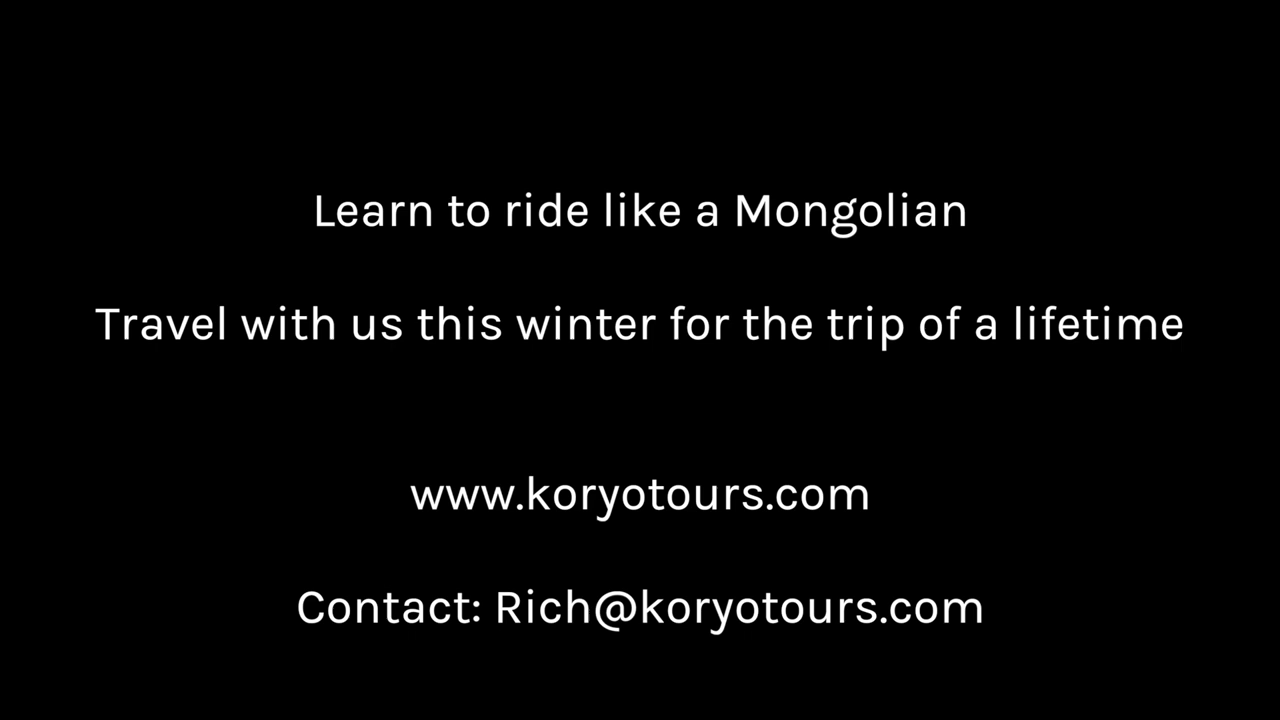 Learn to ride like a Mongolian
Travel with us this winter for the trip of a lifetime
www.koryotours.com
Contact: Rich@koryotours.com